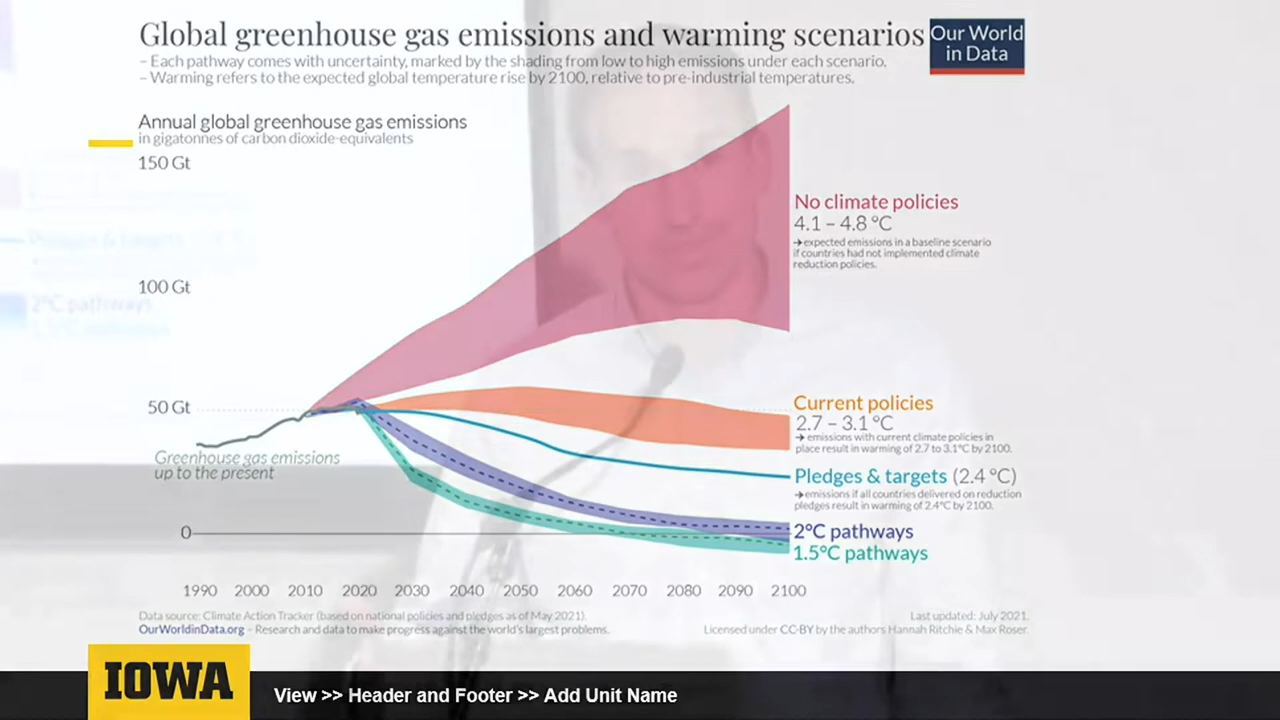 Global greenhouse gas emissions and warming scenarios
Our World
in Data
– Each pathway comes with uncertainty, marked by the shading from low to high emissions under each scenario.
– Warming refers to the expected global temperature rise by 2100, relative to pre-industrial temperatures.
Annual global greenhouse gas emissions
in gigatonnes of carbon dioxide-equivalents
150 Gt
No climate policies
4.1 – 4.8 °C
→ expected emissions in a baseline scenario
if countries had not implemented climate
reduction policies.
100 Gt
50 Gt
Current policies
2.7 – 3.1 °C
→ emissions with current climate policies in
place result in warming of 2.7 to 3.1°C by 2100.
Greenhouse gas emissions
up to the present
Pledges & targets (2.4 °C)
→ emissions if all countries delivered on reduction
pledges result in warming of 2.4°C by 2100.
0
2°C pathways
1.5°C pathways
1990 2000 2010 2020 2030 2040 2050 2060 2070 2080 2090 2100
Data source: Climate Action Tracker (based on national policies and pledges as of May 2021).
Last updated: July 2021.
OurWorldinData.org – Research and data to make progress against the world's largest problems.
Licensed under CC-BY by the authors Hannah Ritchie & Max Roser.
Pledges & targets
2°C pathways
1.5°C pathways
IOWA
View >> Header and Footer >> Add Unit Name